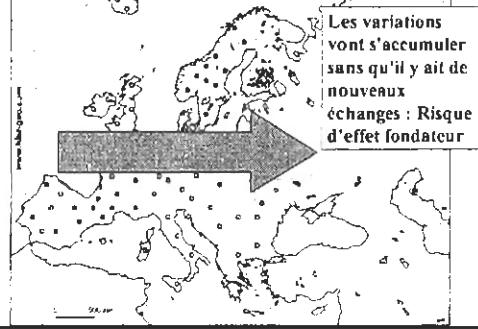 Les variations
vont s'accumuler
sans qu'il y ait de
nouveaux
échanges : Risque
d'effet fondateur